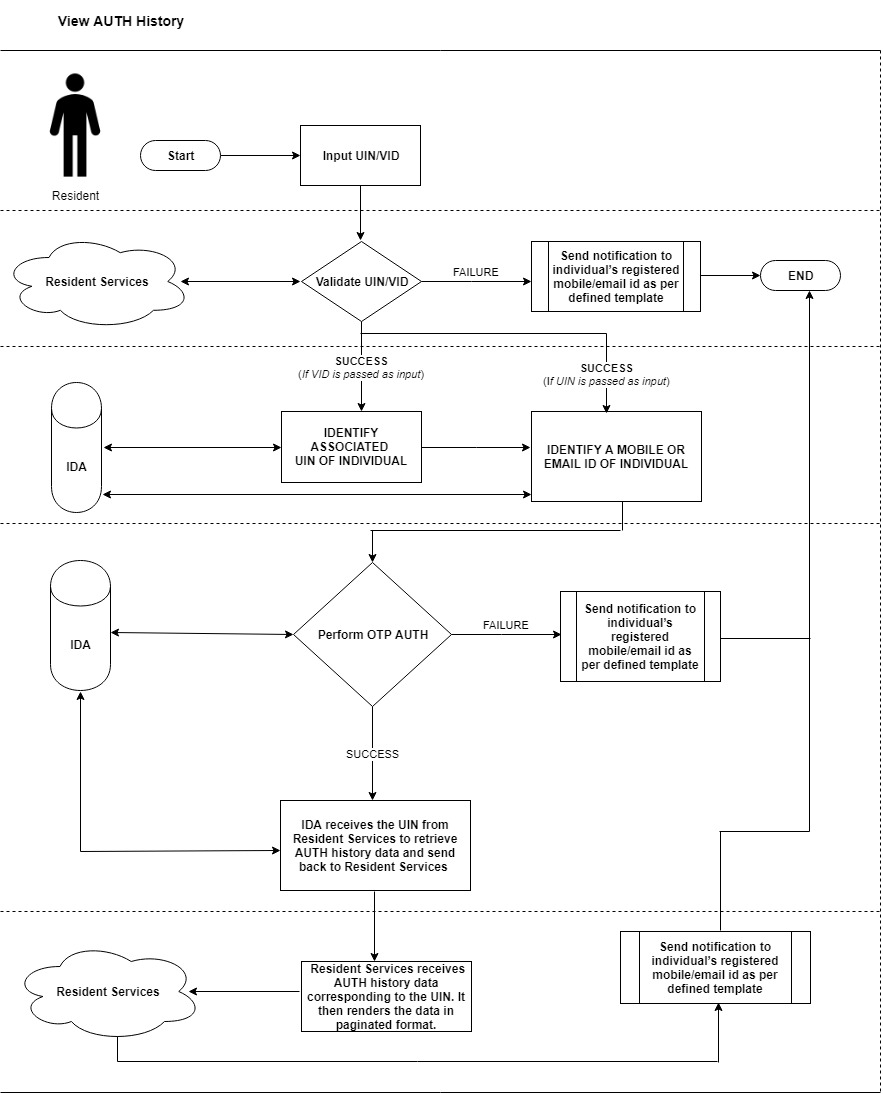 View AUTH History
Start
Input UIN/VID
Resident
Resident Services
Validate UIN/VID
FAILURE
Send notification to
individual's registered
mobile/email id as per
defined template
END
SUCCESS
(If VID is passed as input)
SUCCESS
(If UIN is passed as input)
IDA
IDENTIFY
ASSOCIATED
UIN OF INDIVIDUAL
IDENTIFY A MOBILE OR
EMAIL ID OF INDIVIDUAL
IDA
Perform OTP AUTH
FAILURE
Send notification to
individual's
registered
mobile/email id as
per defined template
SUCCESS
IDA receives the UIN from
Resident Services to retrieve
AUTH history data and send
back to Resident Services
Resident Services
Resident Services receives
AUTH history data
corresponding to the UIN. It
then renders the data in
paginated format.
Send notification to
individual's registered
mobile/email id as per
defined template